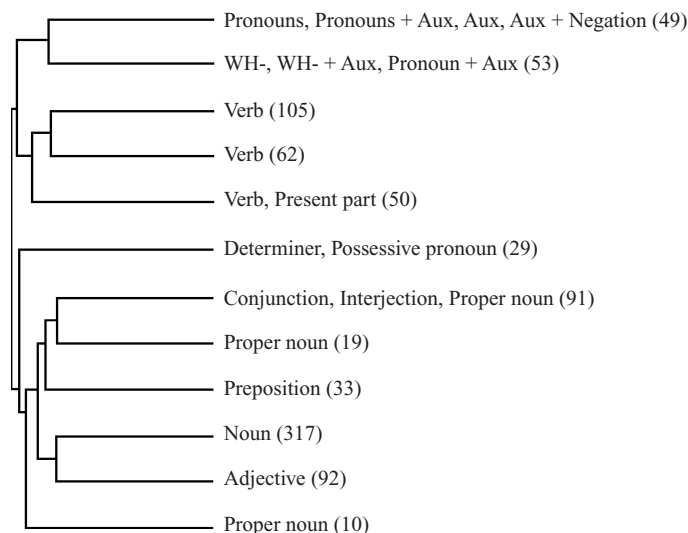 Pronouns, Pronouns + Aux, Aux, Aux + Negation (49)
WH-, WH- + Aux, Pronoun + Aux (53)
Verb (105)
Verb (62)
Verb, Present part (50)
Determiner, Possessive pronoun (29)
Conjunction, Interjection, Proper noun (91)
Proper noun (19)
Preposition (33)
Noun (317)
Adjective (92)
Proper noun (10)